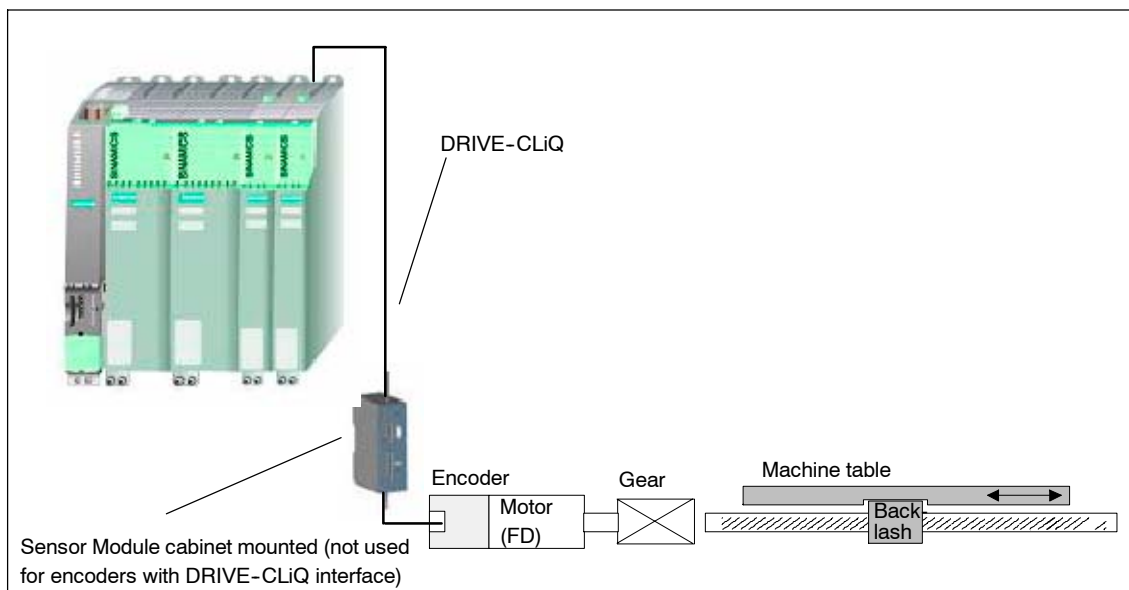 SINAMICS
SINAMICS
SINAMICS
SINAMICS
DRIVE-CLiQ
Encoder
Motor
(FD)
Gear
Machine table
Back
lash
Sensor Module cabinet mounted (not used
for encoders with DRIVE-CLiQ interface)